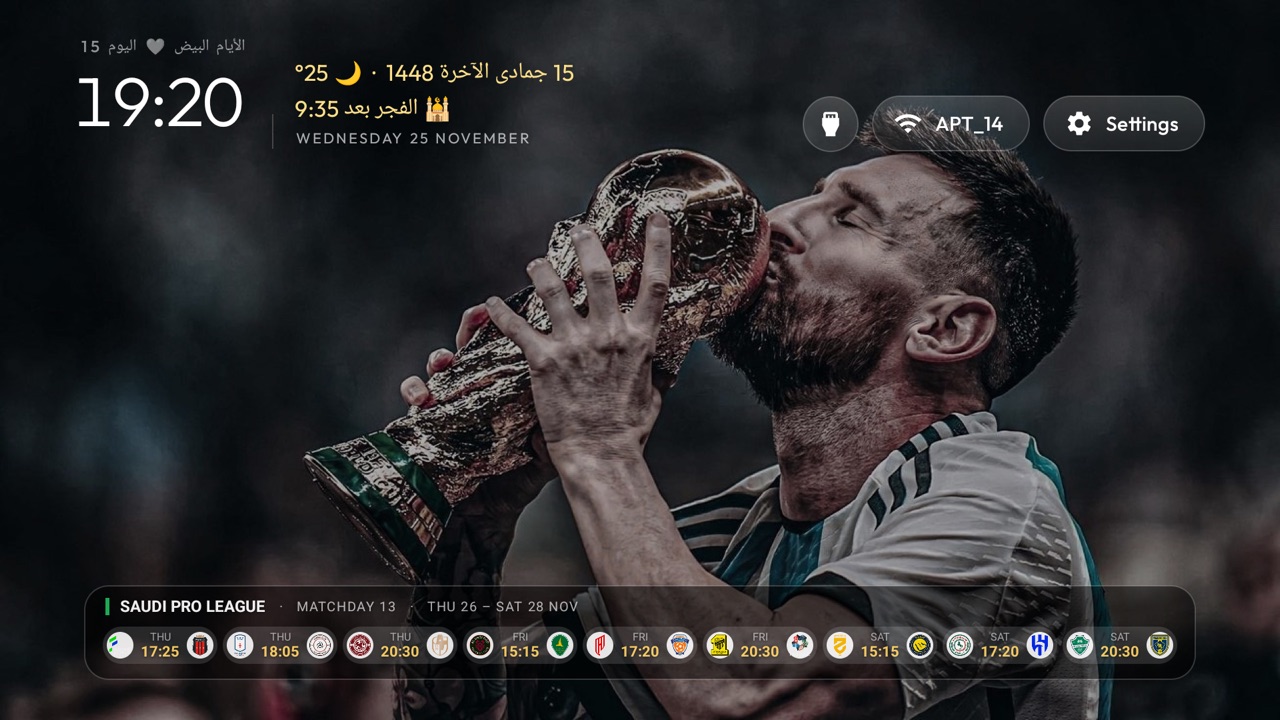 الأيام البيض 🩶 اليوم 15
19:20
15 جمادى الآخرة 1448 · 🌙 25°
🕌 الفجر بعد 9:35
WEDNESDAY 25 NOVEMBER
APT_14
Settings
SAUDI PRO LEAGUE · MATCHDAY 13 · THU 26 – SAT 28 NOV
THU THU THU FRI FRI FRI SAT SAT SAT
17:25 18:05 20:30 15:15 17:20 20:30 15:15 17:20 20:30